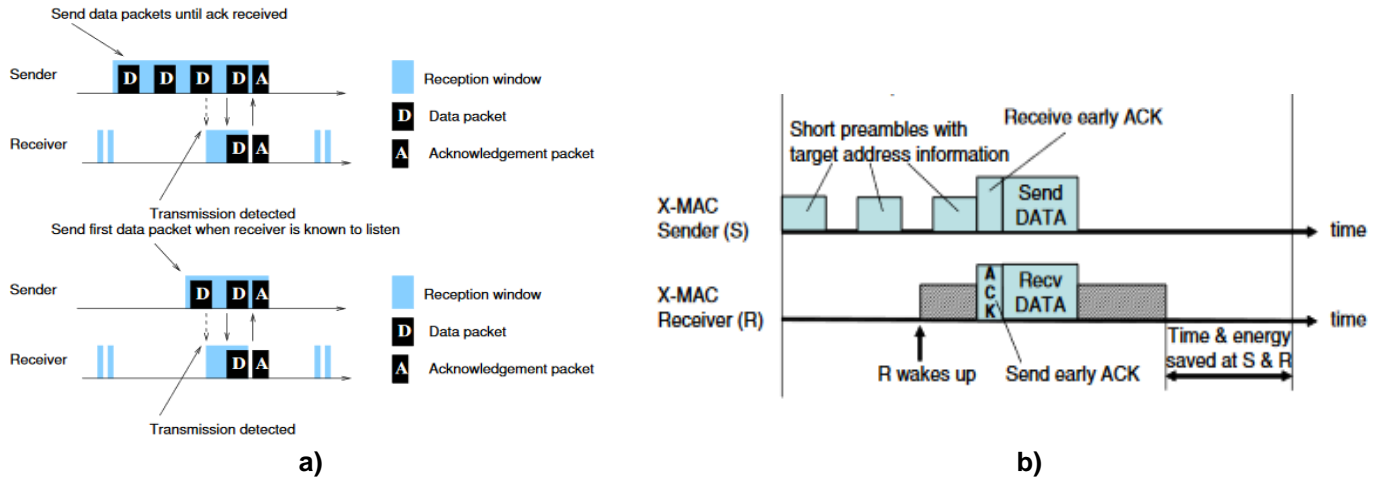 Send data packets until ack received
Sender
D D D D A
Receiver
D A
Transmission detected
Reception window
D Data packet
A Acknowledgement packet
Send first data packet when receiver is known to listen
Sender
D D A
Receiver
D A
Transmission detected
Reception window
D Data packet
A Acknowledgement packet
a)
Short preambles with
target address information
Receive early ACK
X-MAC
Sender (S)
Send
DATA
time
X-MAC
Receiver (R)
A
C
K
Recv
DATA
time
R wakes up
Send early ACK
Time & energy
saved at S & R
b)